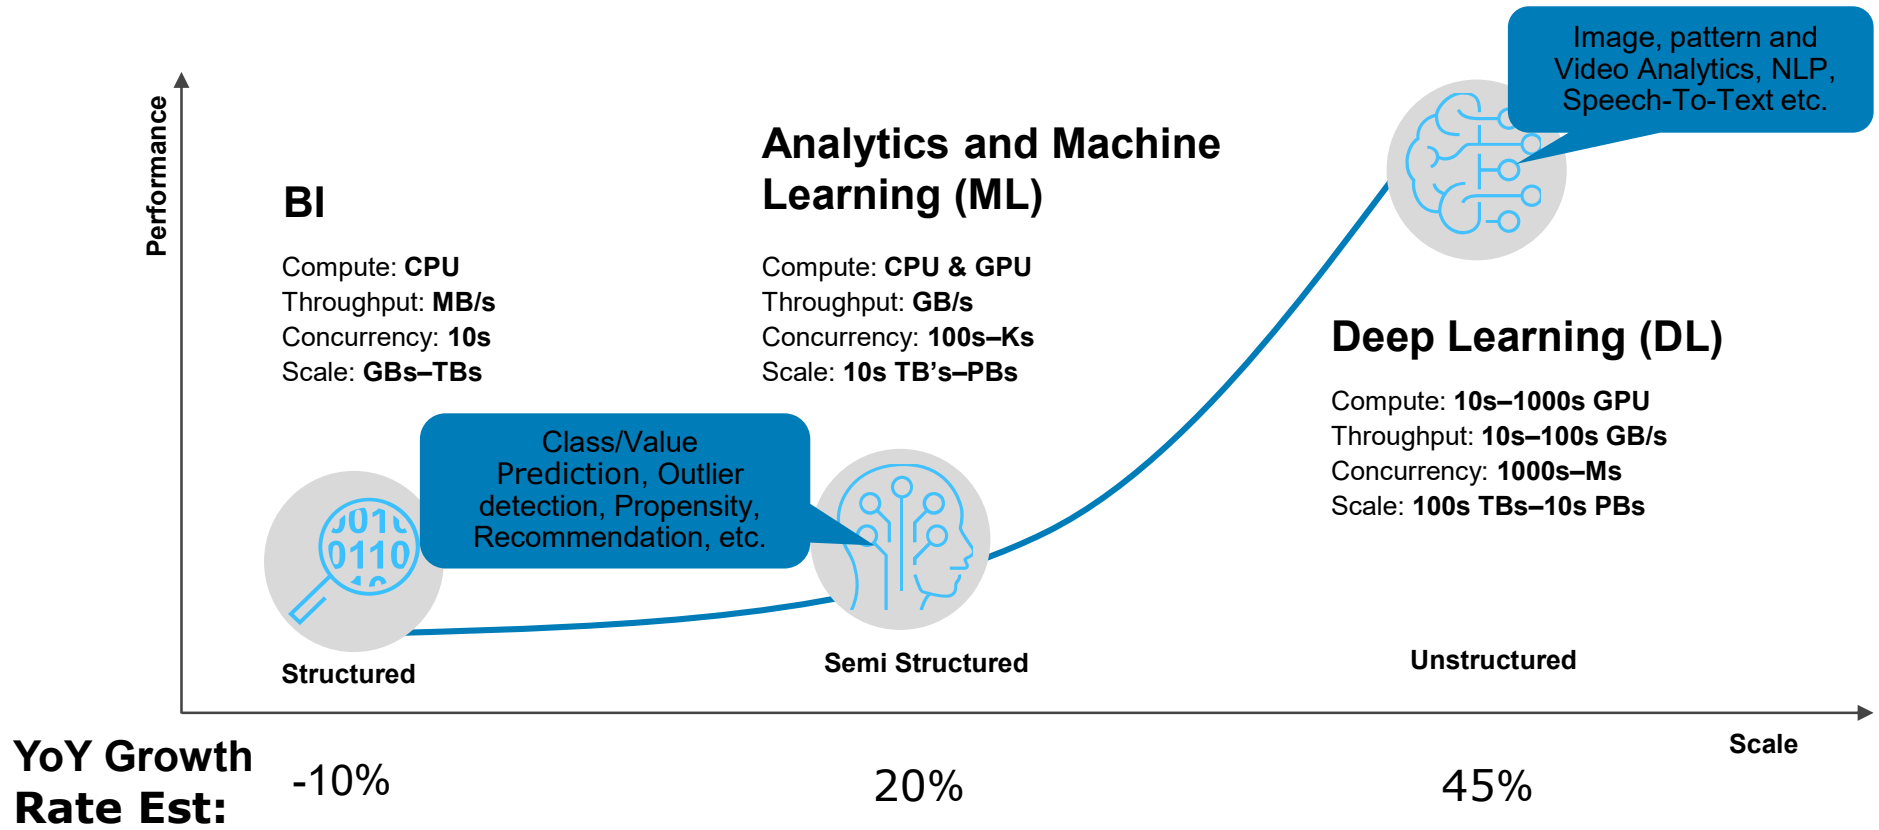 Image, pattern and
Video Analytics, NLP,
Speech-To-Text etc.
Performance
BI
Compute: CPU
Throughput: MB/s
Concurrency: 10s
Scale: GBs–TBs
Analytics and Machine
Learning (ML)
Compute: CPU & GPU
Throughput: GB/s
Concurrency: 100s–Ks
Scale: 10s TB’s–PBs
Deep Learning (DL)
Compute: 10s–1000s GPU
Throughput: 10s–100s GB/s
Concurrency: 1000s–Ms
Scale: 100s TBs–10s PBs
Class/Value
Prediction, Outlier
detection, Propensity,
Recommendation, etc.
0110
Structured
Semi Structured
Unstructured
Scale
YoY Growth
Rate Est:
-10%
20%
45%